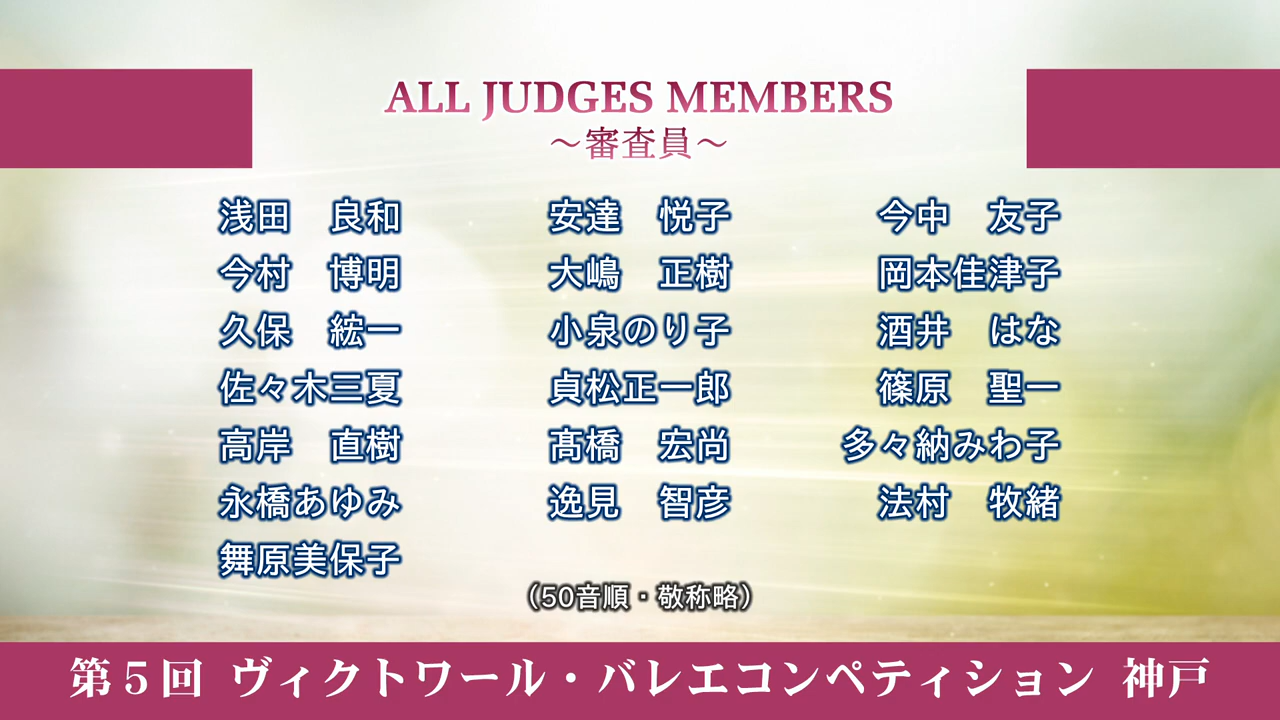 ALL JUDGES MEMBERS
～審査員～
浅田　良和　安達　悦子　今中　友子
今村　博明　大嶋　正樹　岡本佳津子
久保　綋一　小泉のり子　酒井　はな
佐々木三夏　貞松正一郎　篠原　聖一
高岸　直樹　髙橋　宏尚　多々納みわ子
永橋あゆみ　逸見　智彦　法村　牧緒
舞原美保子
（50音順・敬称略）
第５回 ヴィクトワール・バレエコンペティション 神戸